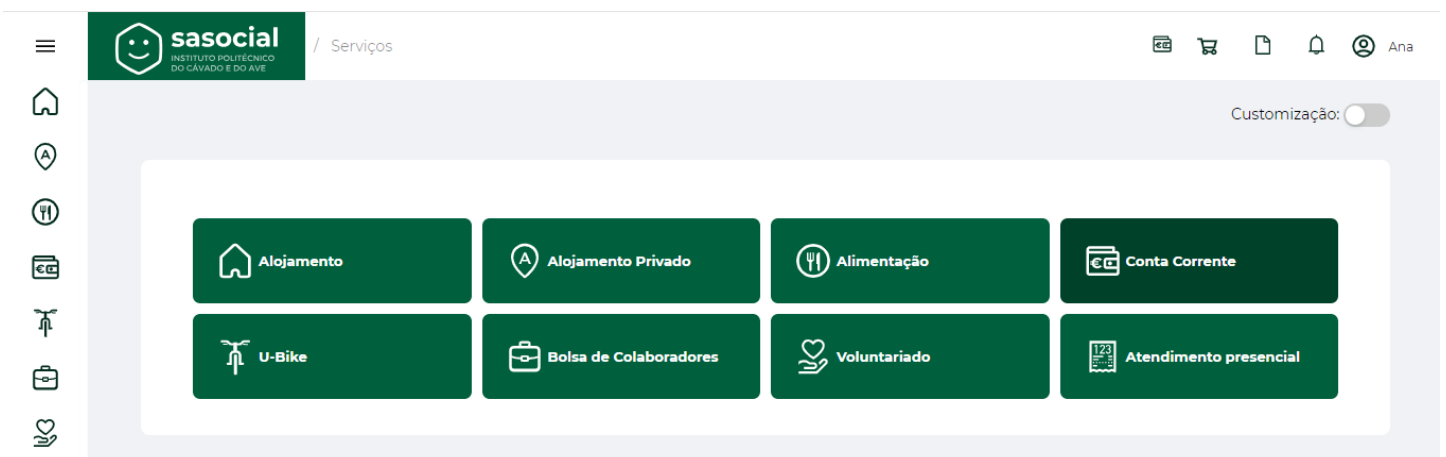 sasocial
INSTITUTO POLITÉCNICO
DO CÁVADO E DO AVE
/ Serviços
Ana
Customização:
Alojamento
A
Alojamento Privado
Alimentação
Conta Corrente
U-Bike
Bolsa de Colaboradores
Voluntariado
123
Atendimento presencial
A